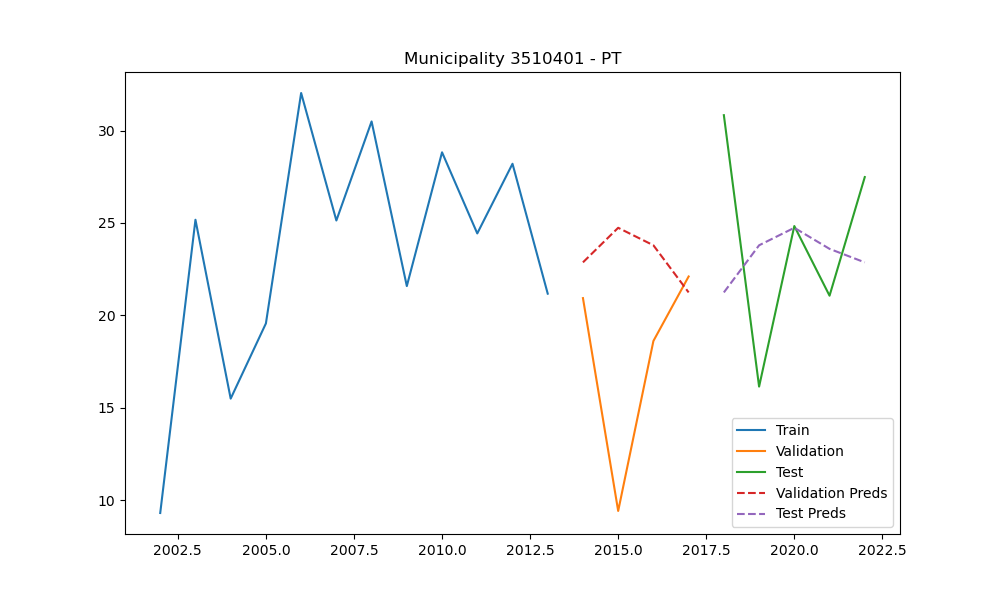 Municipality 3510401 - PT
30
25
20
15
10
2002.5 2005.0 2007.5 2010.0 2012.5 2015.0 2017.5 2020.0 2022.5
Train
Validation
Test
Validation Preds
Test Preds